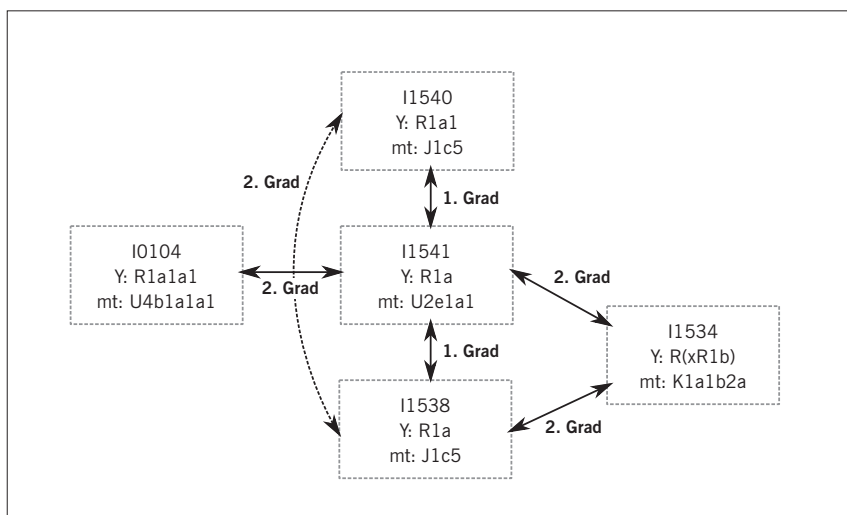 I1540
Y: R1a1
mt: J1c5
2. Grad
1. Grad
I0104
Y: R1a1a1
mt: U4b1a1a1
2. Grad
I1541
Y: R1a
mt: U2e1a1
2. Grad
I1534
Y: R(xR1b)
mt: K1a1b2a
1. Grad
I1538
Y: R1a
mt: J1c5
2. Grad